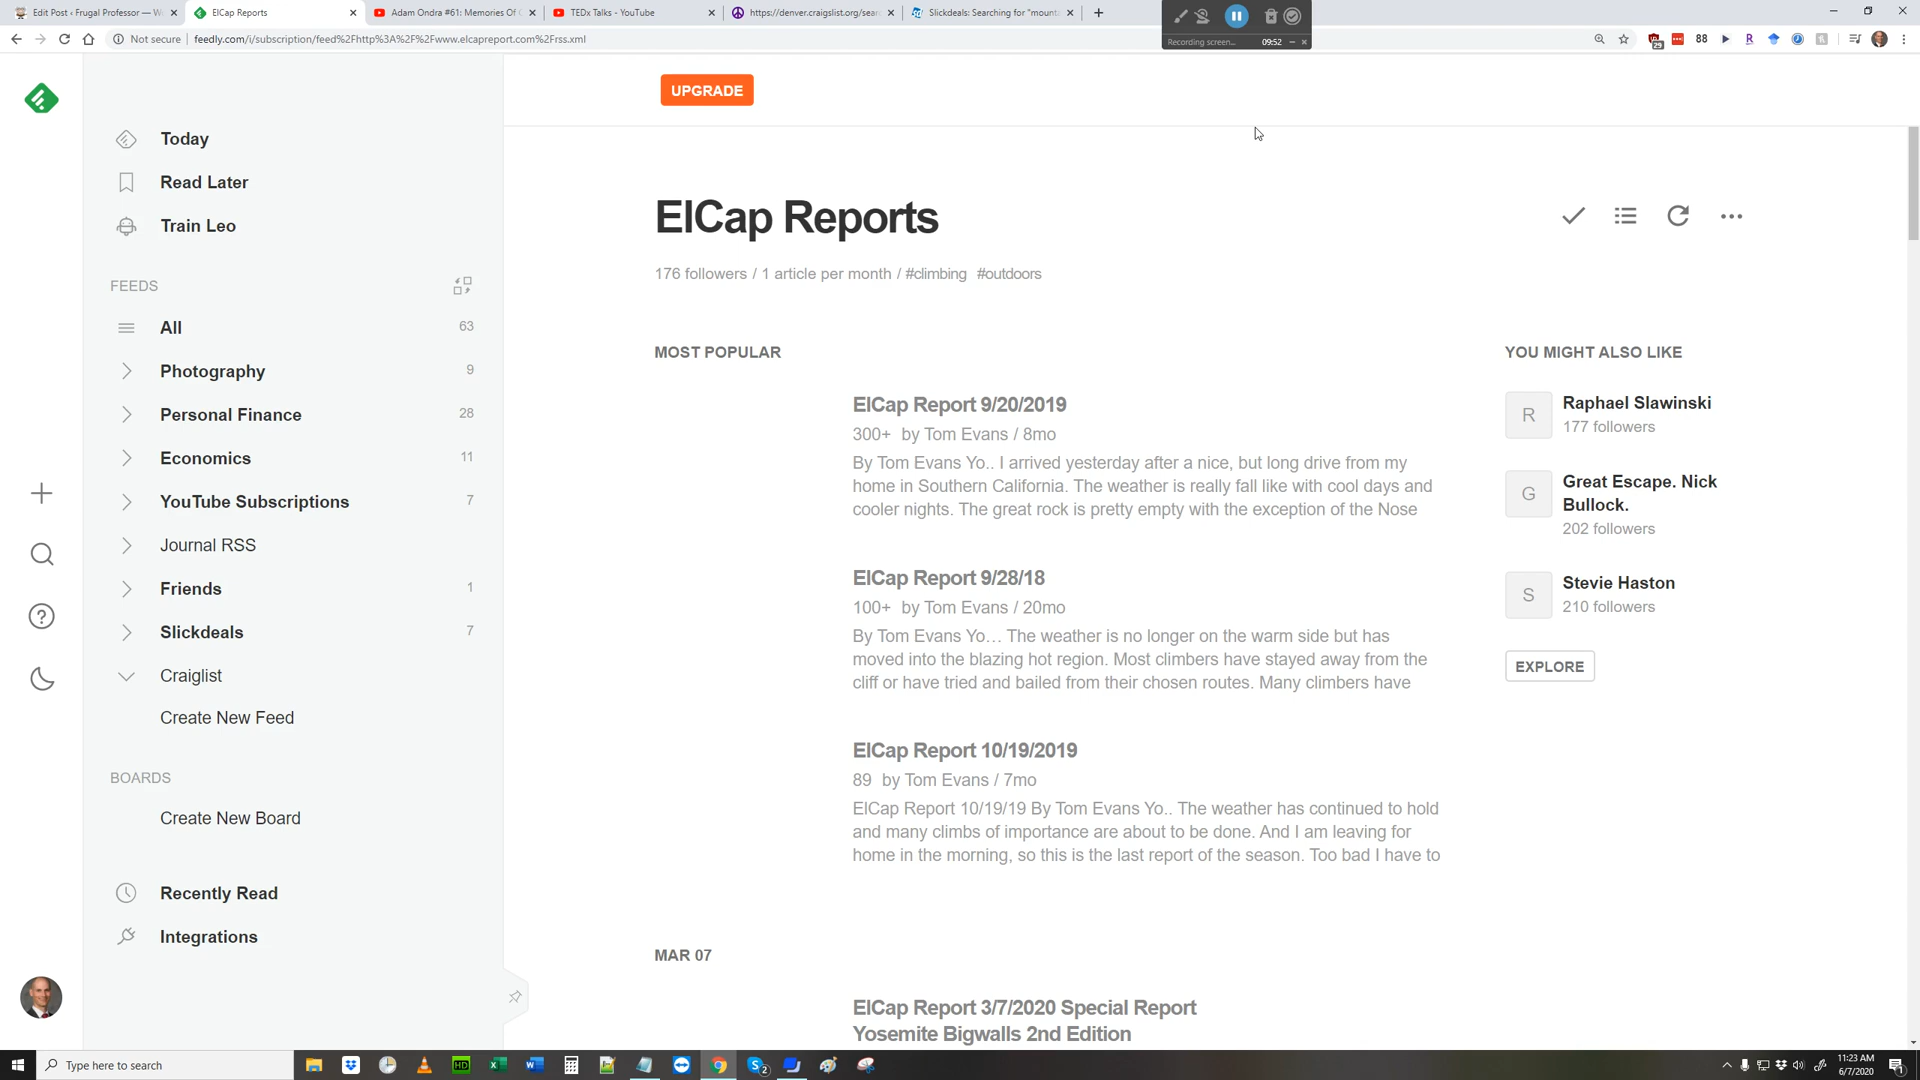 Edit Post ‹ Frugal Professor — W
ElCap Reports
Adam Ondra #61: Memories Of
TEDx Talks - YouTube
https://denver.craigslist.org/sear
Slickdeals: Searching for "mount
Recording screen... 09:52
Not secure
feedly.com/i/subscription/feed%2Fhttp%3A%2F%2Fwww.elcapreport.com%2Frss.xml
29
88
R
UPGRADE
Today
Read Later
Train Leo
FEEDS
All 63
Photography 9
Personal Finance 28
Economics 11
YouTube Subscriptions 7
Journal RSS
Friends 1
Slickdeals 7
Craiglist
Create New Feed
BOARDS
Create New Board
Recently Read
Integrations
ElCap Reports
176 followers / 1 article per month / #climbing #outdoors
MOST POPULAR
ElCap Report 9/20/2019
300+ by Tom Evans / 8mo
By Tom Evans Yo.. I arrived yesterday after a nice, but long drive from my
home in Southern California. The weather is really fall like with cool days and
cooler nights. The great rock is pretty empty with the exception of the Nose
ElCap Report 9/28/18
100+ by Tom Evans / 20mo
By Tom Evans Yo… The weather is no longer on the warm side but has
moved into the blazing hot region. Most climbers have stayed away from the
cliff or have tried and bailed from their chosen routes. Many climbers have
ElCap Report 10/19/2019
89 by Tom Evans / 7mo
ElCap Report 10/19/19 By Tom Evans Yo.. The weather has continued to hold
and many climbs of importance are about to be done. And I am leaving for
home in the morning, so this is the last report of the season. Too bad I have to
MAR 07
ElCap Report 3/7/2020 Special Report
Yosemite Bigwalls 2nd Edition
YOU MIGHT ALSO LIKE
R
Raphael Slawinski
177 followers
G
Great Escape. Nick
Bullock.
202 followers
S
Stevie Haston
210 followers
EXPLORE
Type here to search
HD
2
11:23 AM
6/7/2020
1